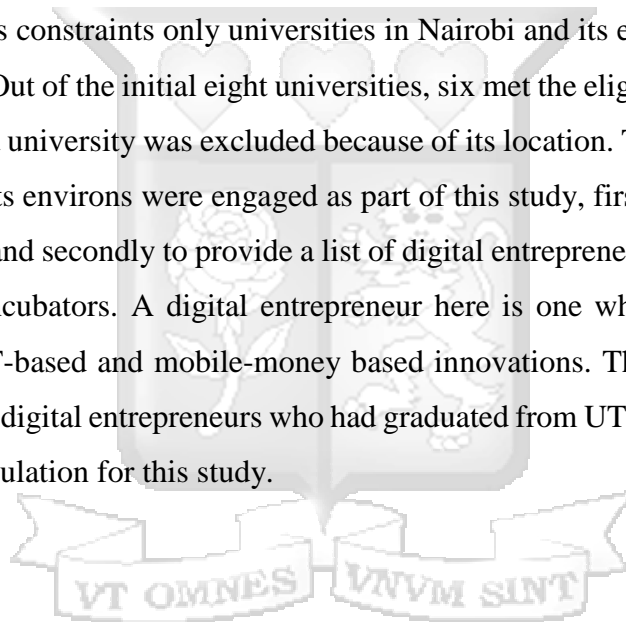 s constraints only universities in Nairobi and its e
Out of the initial eight universities, six met the elig
university was excluded because of its location. T
ts environs were engaged as part of this study, firs
and secondly to provide a list of digital entreprene
ncubators. A digital entrepreneur here is one wh
-based and mobile-money based innovations. Th
digital entrepreneurs who had graduated from UT
ulation for this study.
VT OMNES VNVM SINT